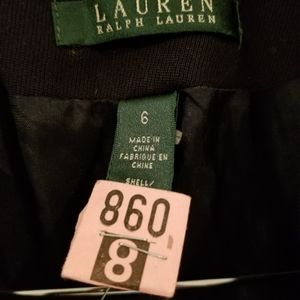 LAUREN
RALPH LAUREN
6
MADE IN
CHINA
FABRIQUE EN
CHINE
SHELL/
860
8